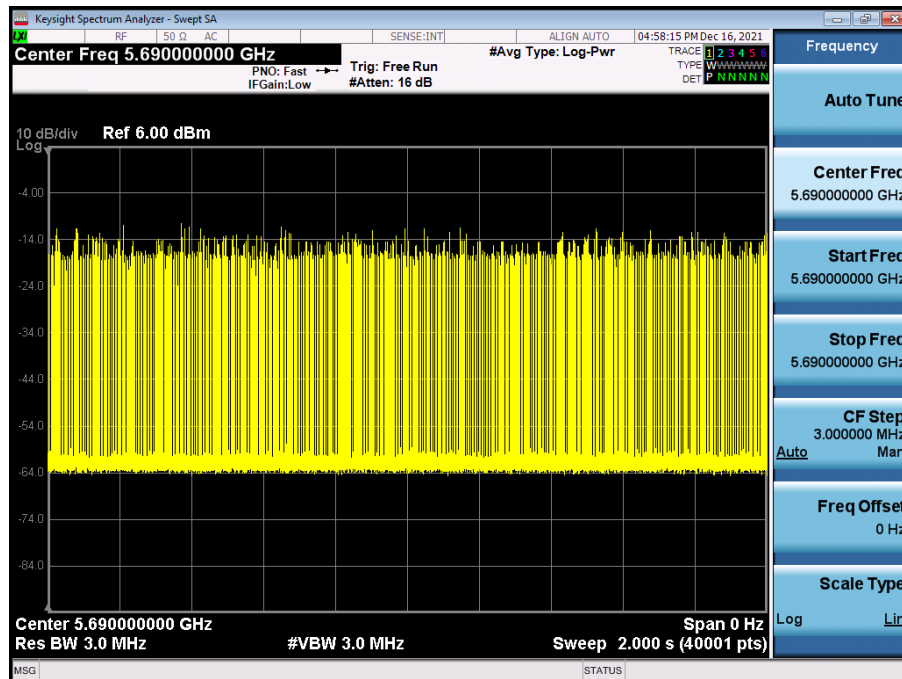 Keysight Spectrum Analyzer - Swept SA
LXI RF 50 Ω AC SENSE:INT ALIGN AUTO 04:58:15 PM Dec 16, 2021
Center Freq 5.690000000 GHz
PNO: Fast
IFGain:Low
Trig: Free Run
#Atten: 16 dB
#Avg Type: Log-Pwr
TRACE 1 2 3 4 5 6
TYPE WWWWWW
DET P N N N N N
10 dB/div Ref 6.00 dBm
Log
-4.00
-14.0
-24.0
-34.0
-44.0
-54.0
-64.0
-74.0
-84.0
Center 5.690000000 GHz Span 0 Hz
Res BW 3.0 MHz #VBW 3.0 MHz Sweep 2.000 s (40001 pts)
MSG STATUS
Frequency
Auto Tune
Center Freq
5.690000000 GHz
Start Freq
5.690000000 GHz
Stop Freq
5.690000000 GHz
CF Step
3.000000 MHz
Auto Man
Freq Offset
0 Hz
Scale Type
Log Lin